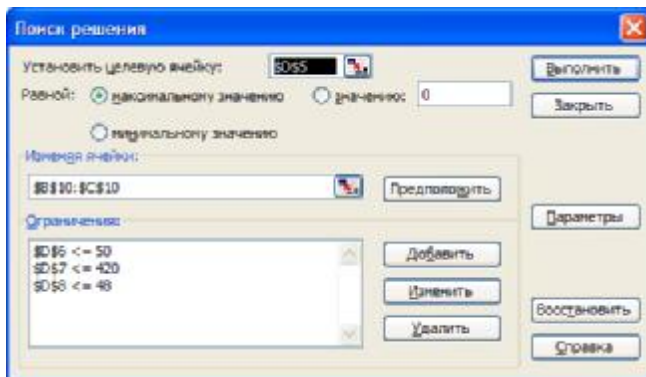 Поиск решения
Установить целевую ячейку: $D$5
Выполнить
Равной: максимальному значению значению: 0
Закрыть
минимальному значению
Изменяя ячейки:
$B$10:$C$10 Предположить
Параметры
Ограничения:
$D$6 <= 50
$D$7 <= 420
$D$8 <= 48
Добавить
Изменить
Удалить
Восстановить
Справка